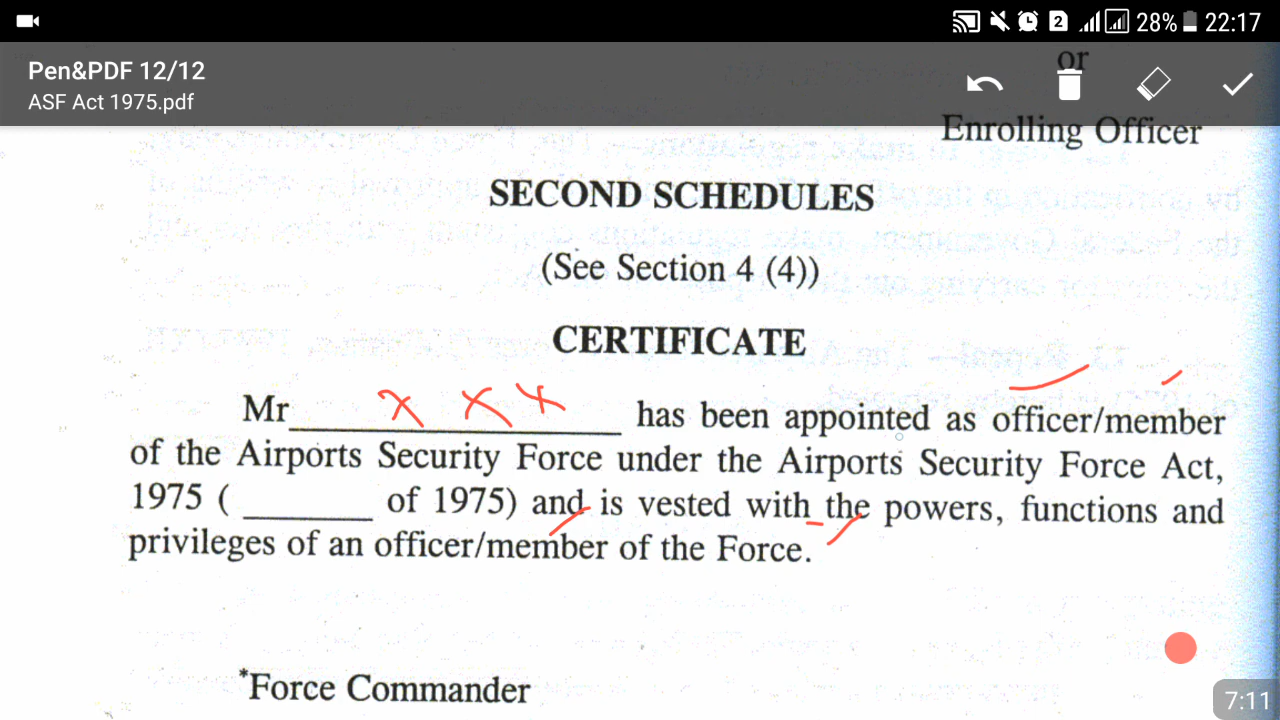 28% 22:17
Pen&PDF 12/12
ASF Act 1975.pdf
or
Enrolling Officer
SECOND SCHEDULES
(See Section 4 (4))
CERTIFICATE
Mr__________ x x x __________ has been appointed as officer/member
of the Airports Security Force under the Airports Security Force Act,
1975 ( ________ of 1975) and is vested with the powers, functions and
privileges of an officer/member of the Force.
*Force Commander
7:11